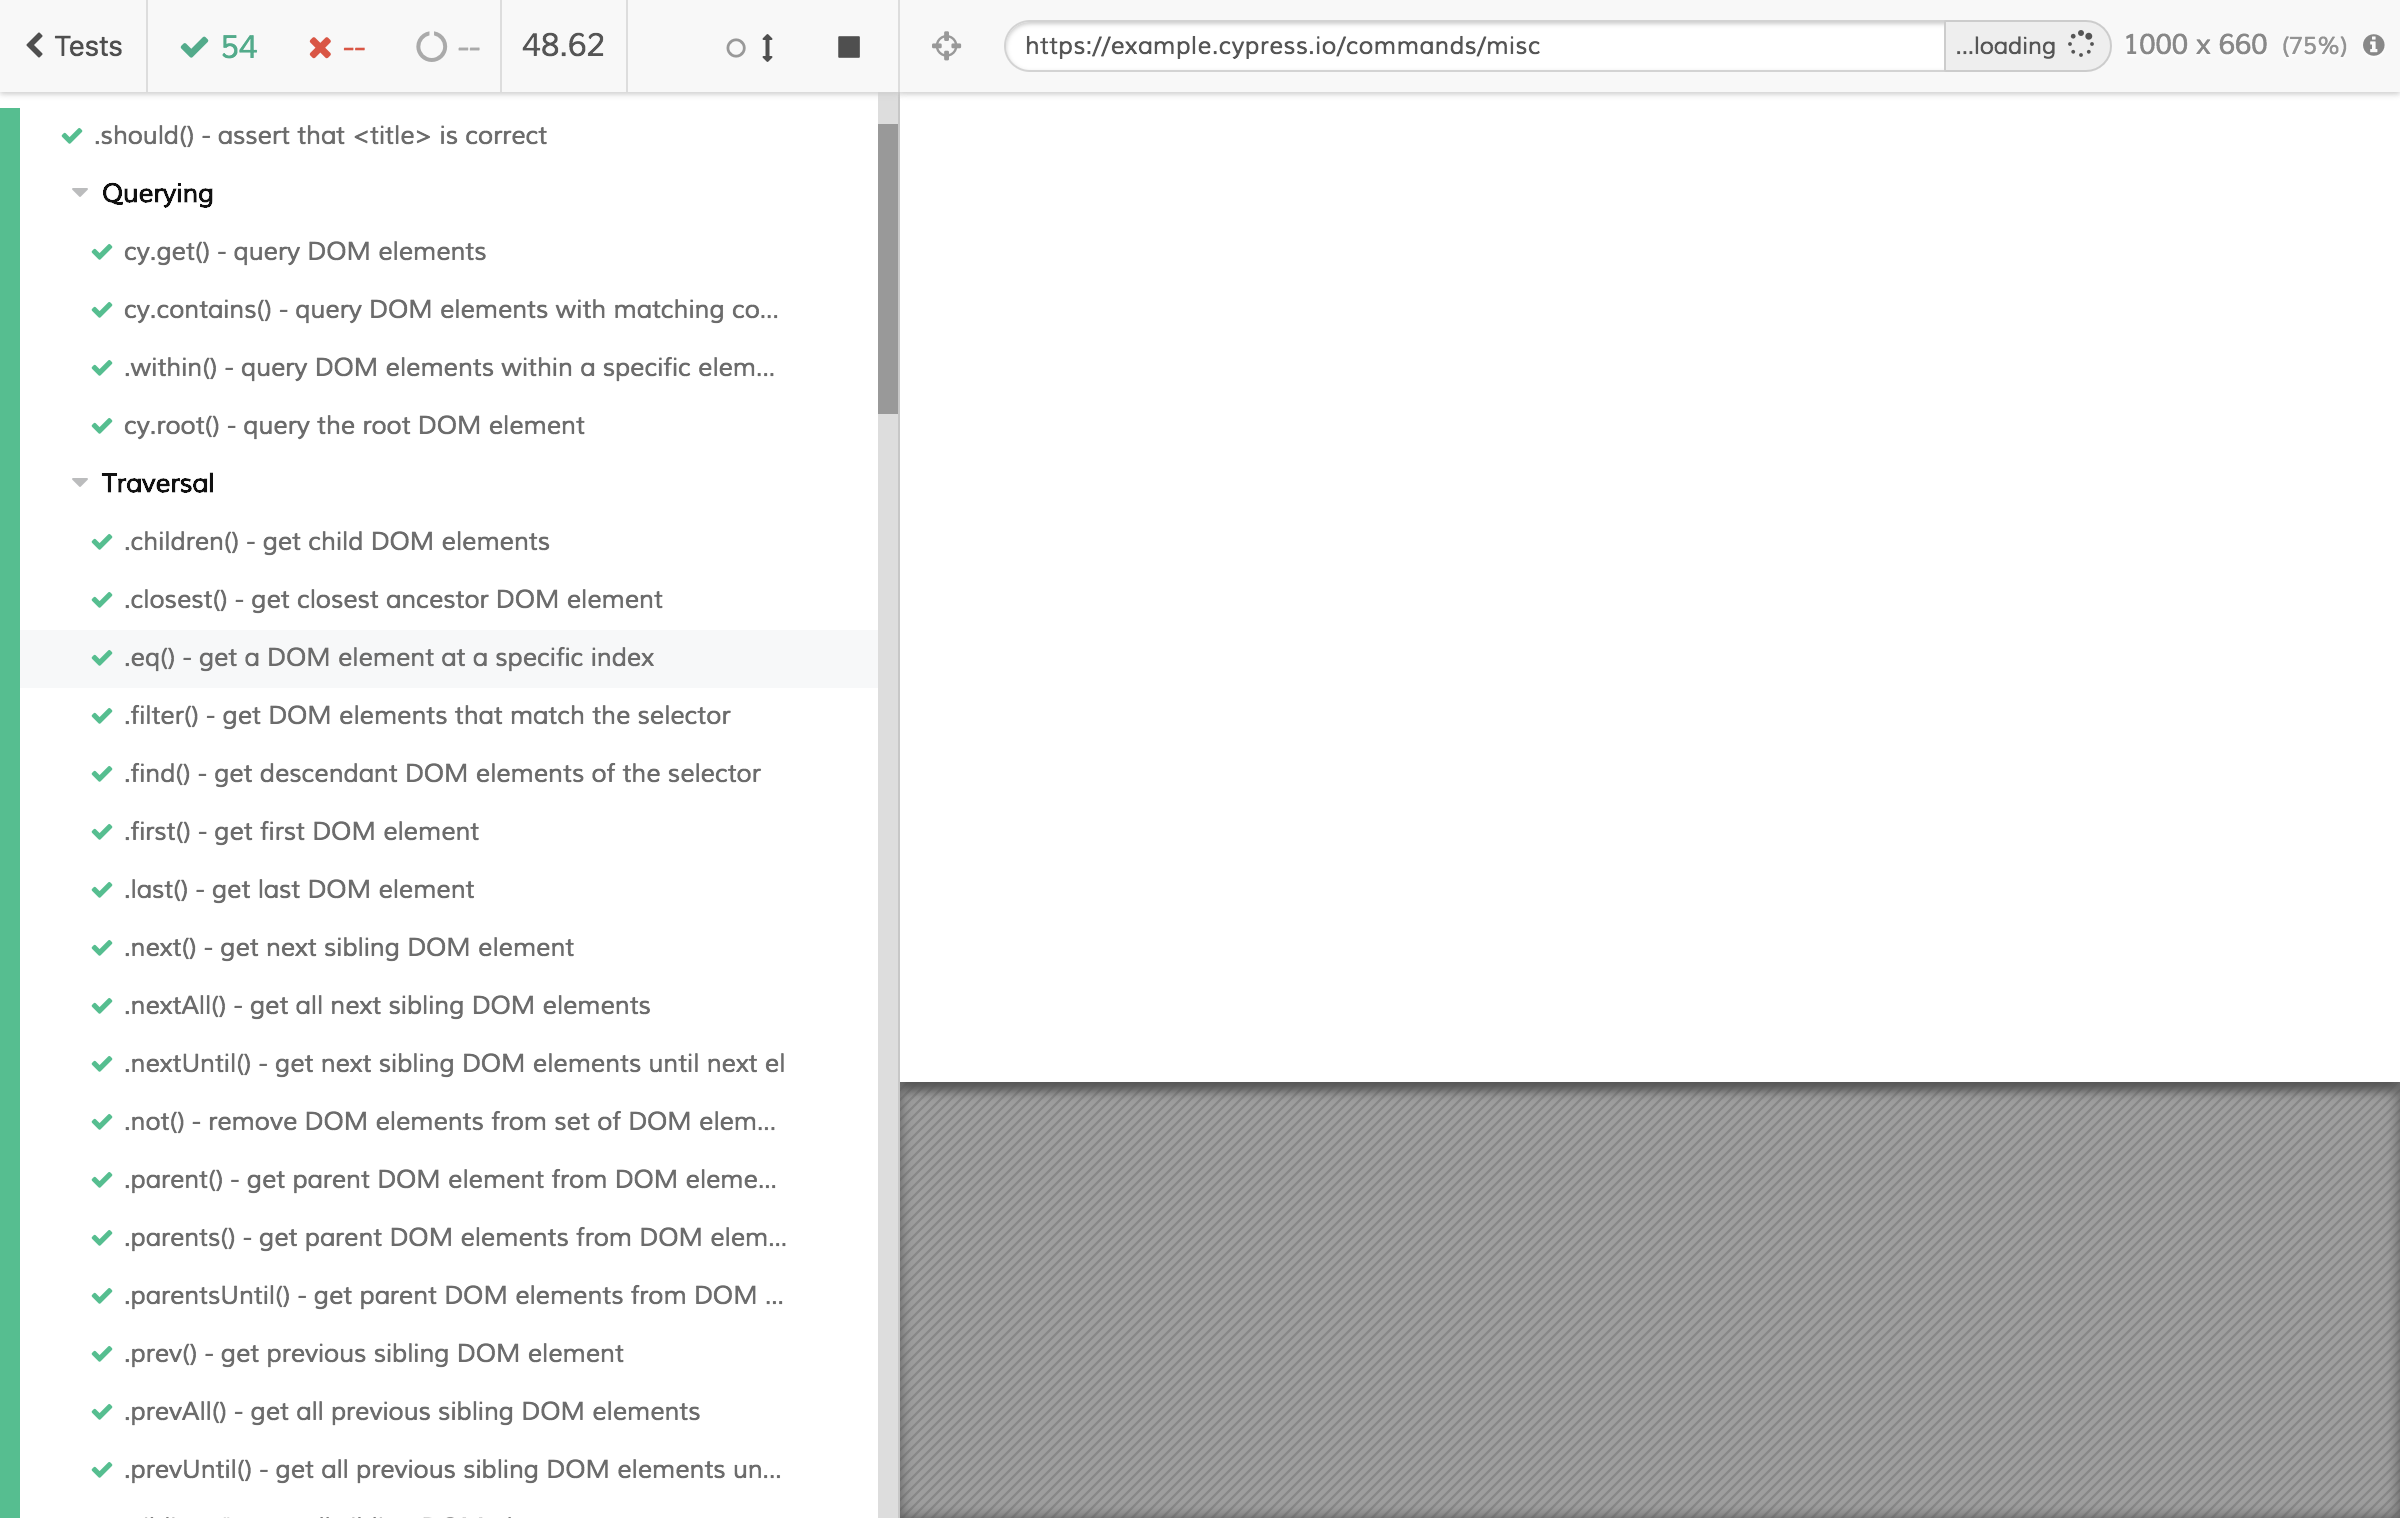 Tests 54 -- -- 48.62
https://example.cypress.io/commands/misc ...loading 1000 x 660 (75%)
.should() - assert that <title> is correct
Querying
cy.get() - query DOM elements
cy.contains() - query DOM elements with matching co...
.within() - query DOM elements within a specific elem...
cy.root() - query the root DOM element
Traversal
.children() - get child DOM elements
.closest() - get closest ancestor DOM element
.eq() - get a DOM element at a specific index
.filter() - get DOM elements that match the selector
.find() - get descendant DOM elements of the selector
.first() - get first DOM element
.last() - get last DOM element
.next() - get next sibling DOM element
.nextAll() - get all next sibling DOM elements
.nextUntil() - get next sibling DOM elements until next el
.not() - remove DOM elements from set of DOM elem...
.parent() - get parent DOM element from DOM eleme...
.parents() - get parent DOM elements from DOM elem...
.parentsUntil() - get parent DOM elements from DOM ...
.prev() - get previous sibling DOM element
.prevAll() - get all previous sibling DOM elements
.prevUntil() - get all previous sibling DOM elements un...